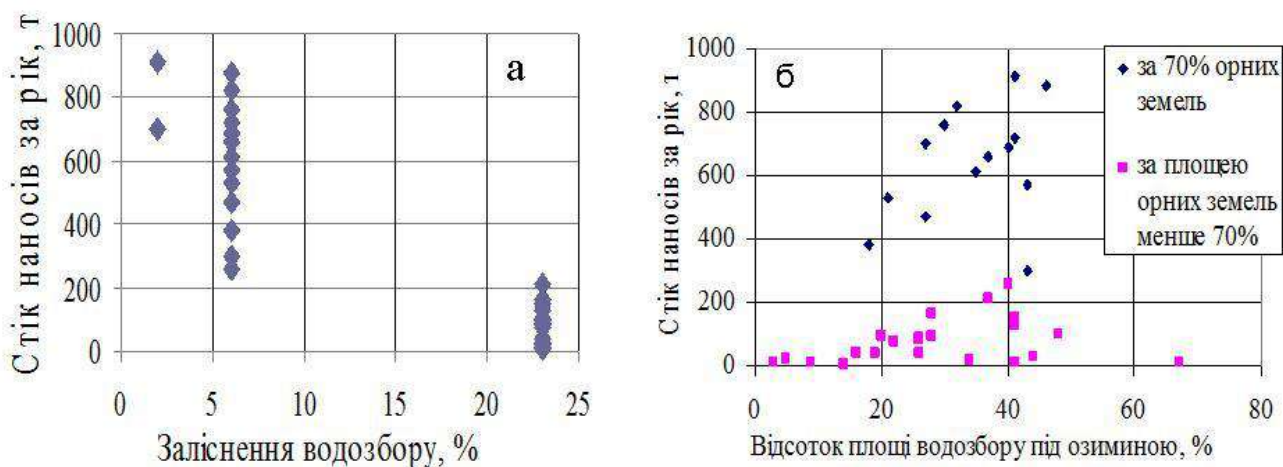 Стік наносів за рік, т
1000
800
600
400
200
0
а
0 5 10 15 20 25
Заліснення водозбору, %
Стік наносів за рік, т
1000
800
600
400
200
0
б
за 70% орних
земель
за площею
орних земель
менше 70%
0 20 40 60 80
Відсоток площі водозбору під озиминою, %